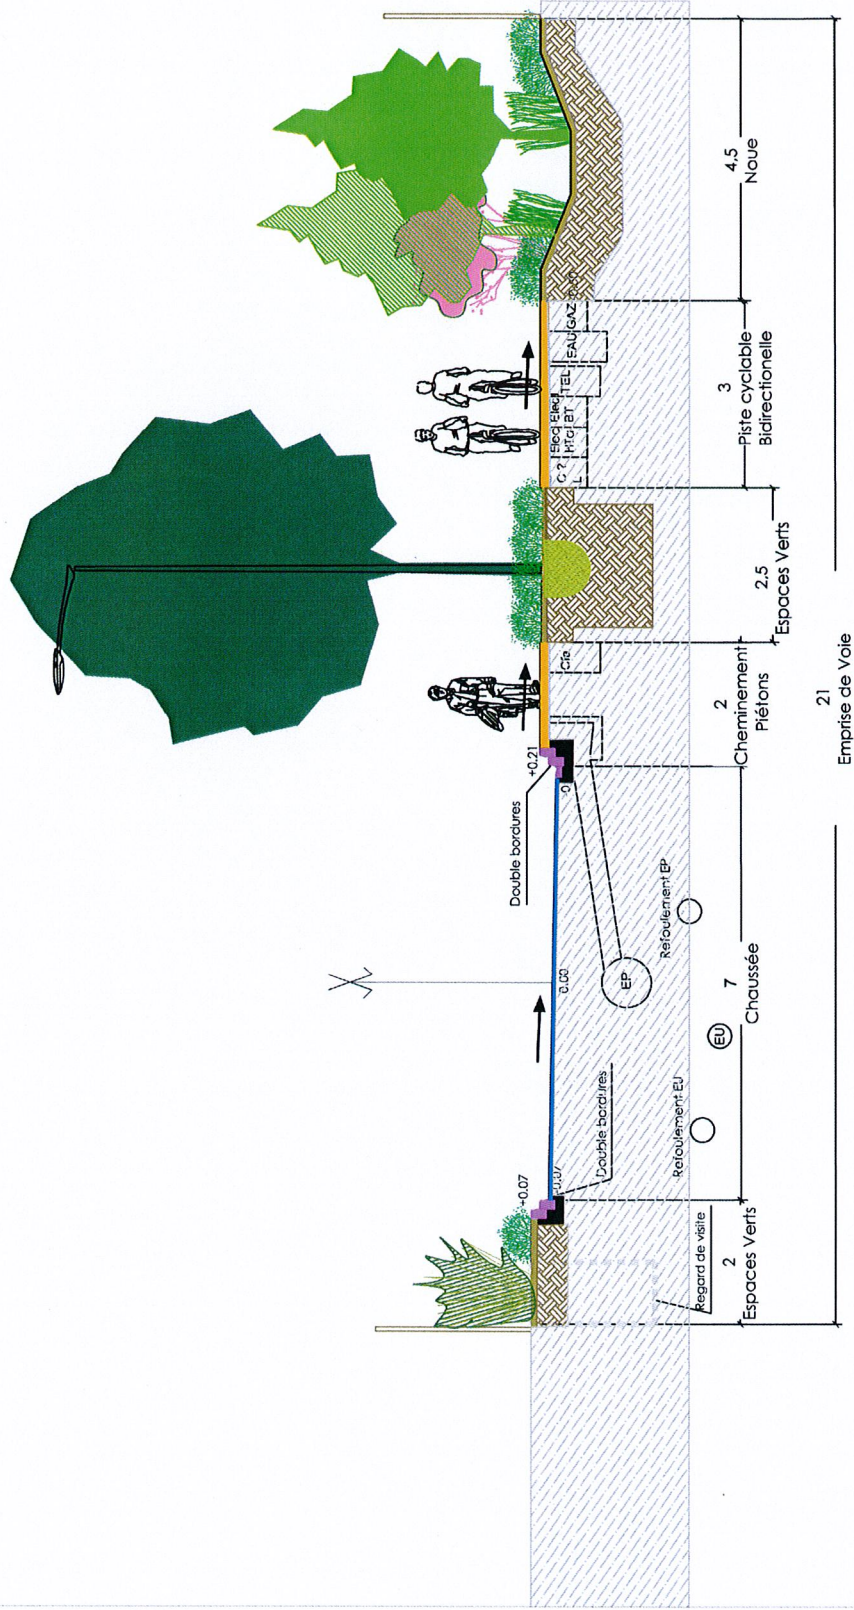 +0.07
-0.07
0.00
Double bordures
+0.21
Double bordures
EP
Refoulement EP
EU
Refoulement EU
Regard de visite
Cie
Elec
HTA
Elec
BT
TEL
EAU
GAZ
2
Espaces Verts
7
Chaussée
2
Cheminement
Piétons
2.5
Espaces Verts
3
Piste cyclable
Bidirectionelle
4.5
Noue
21
Emprise de Voie